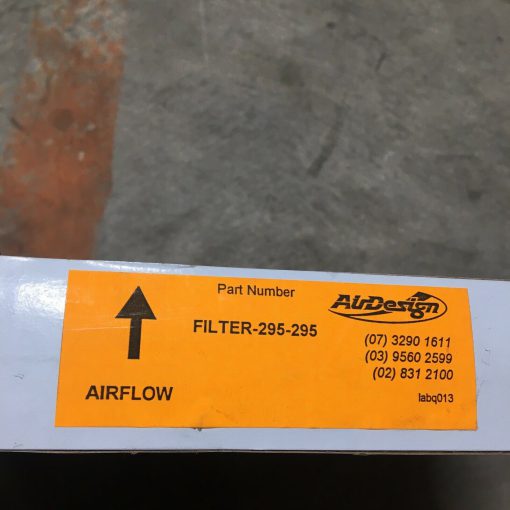 Part Number
AirDesign
FILTER-295-295
(07) 3290 1611
(03) 9560 2599
(02) 831 2100
AIRFLOW
labq013